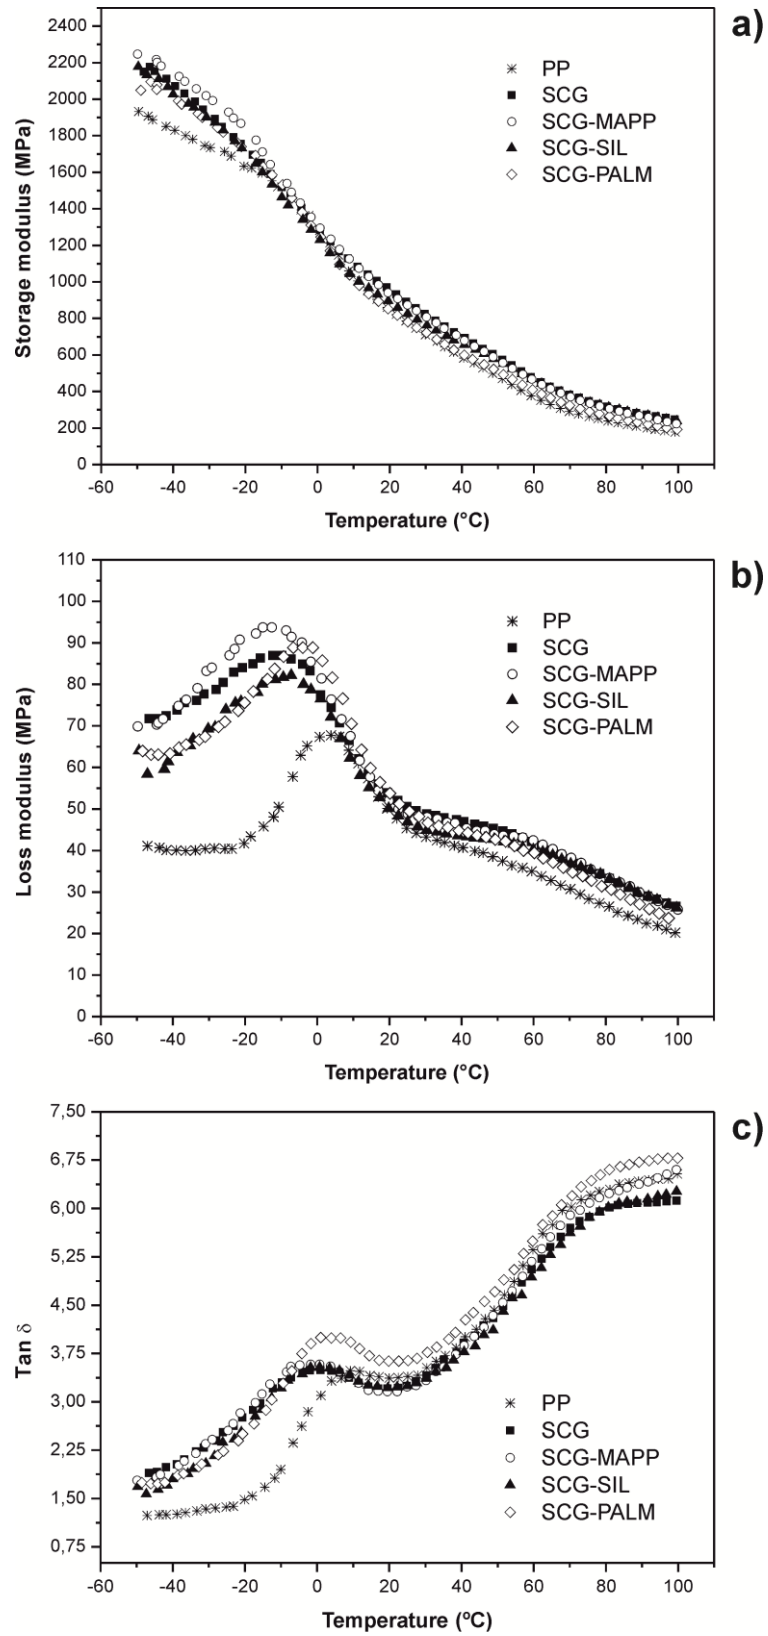 a)
2400
2200
2000
1800
1600
1400
1200
1000
800
600
400
200
0
Storage modulus (MPa)
PP
SCG
SCG-MAPP
SCG-SIL
SCG-PALM
-60 -40 -20 0 20 40 60 80 100
Temperature (°C)
b)
110
100
90
80
70
60
50
40
30
20
10
0
Loss modulus (MPa)
PP
SCG
SCG-MAPP
SCG-SIL
SCG-PALM
-60 -40 -20 0 20 40 60 80 100
Temperature (°C)
c)
7,50
6,75
6,00
5,25
4,50
3,75
3,00
2,25
1,50
0,75
Tan δ
PP
SCG
SCG-MAPP
SCG-SIL
SCG-PALM
-60 -40 -20 0 20 40 60 80 100
Temperature (ºC)